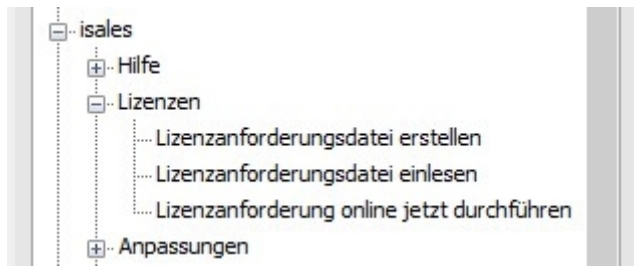 isales
Hilfe
Lizenzen
Lizenzanforderungsdatei erstellen
Lizenzanforderungsdatei einlesen
Lizenzanforderung online jetzt durchführen
Anpassungen